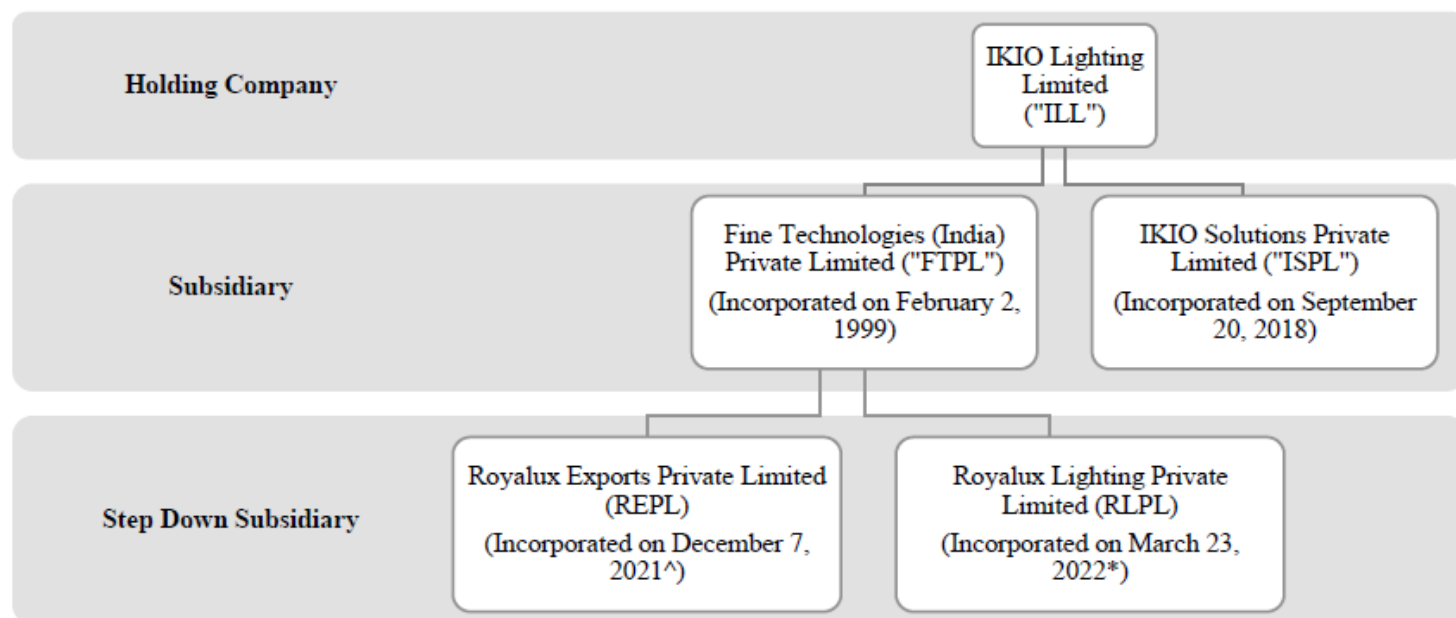 Holding Company
IKIO Lighting
Limited
("ILL")
Subsidiary
Fine Technologies (India)
Private Limited ("FTPL")
(Incorporated on February 2,
1999)
IKIO Solutions Private
Limited ("ISPL")
(Incorporated on September
20, 2018)
Step Down Subsidiary
Royalux Exports Private Limited
(REPL)
(Incorporated on December 7,
2021^)
Royalux Lighting Private
Limited (RLPL)
(Incorporated on March 23,
2022*)